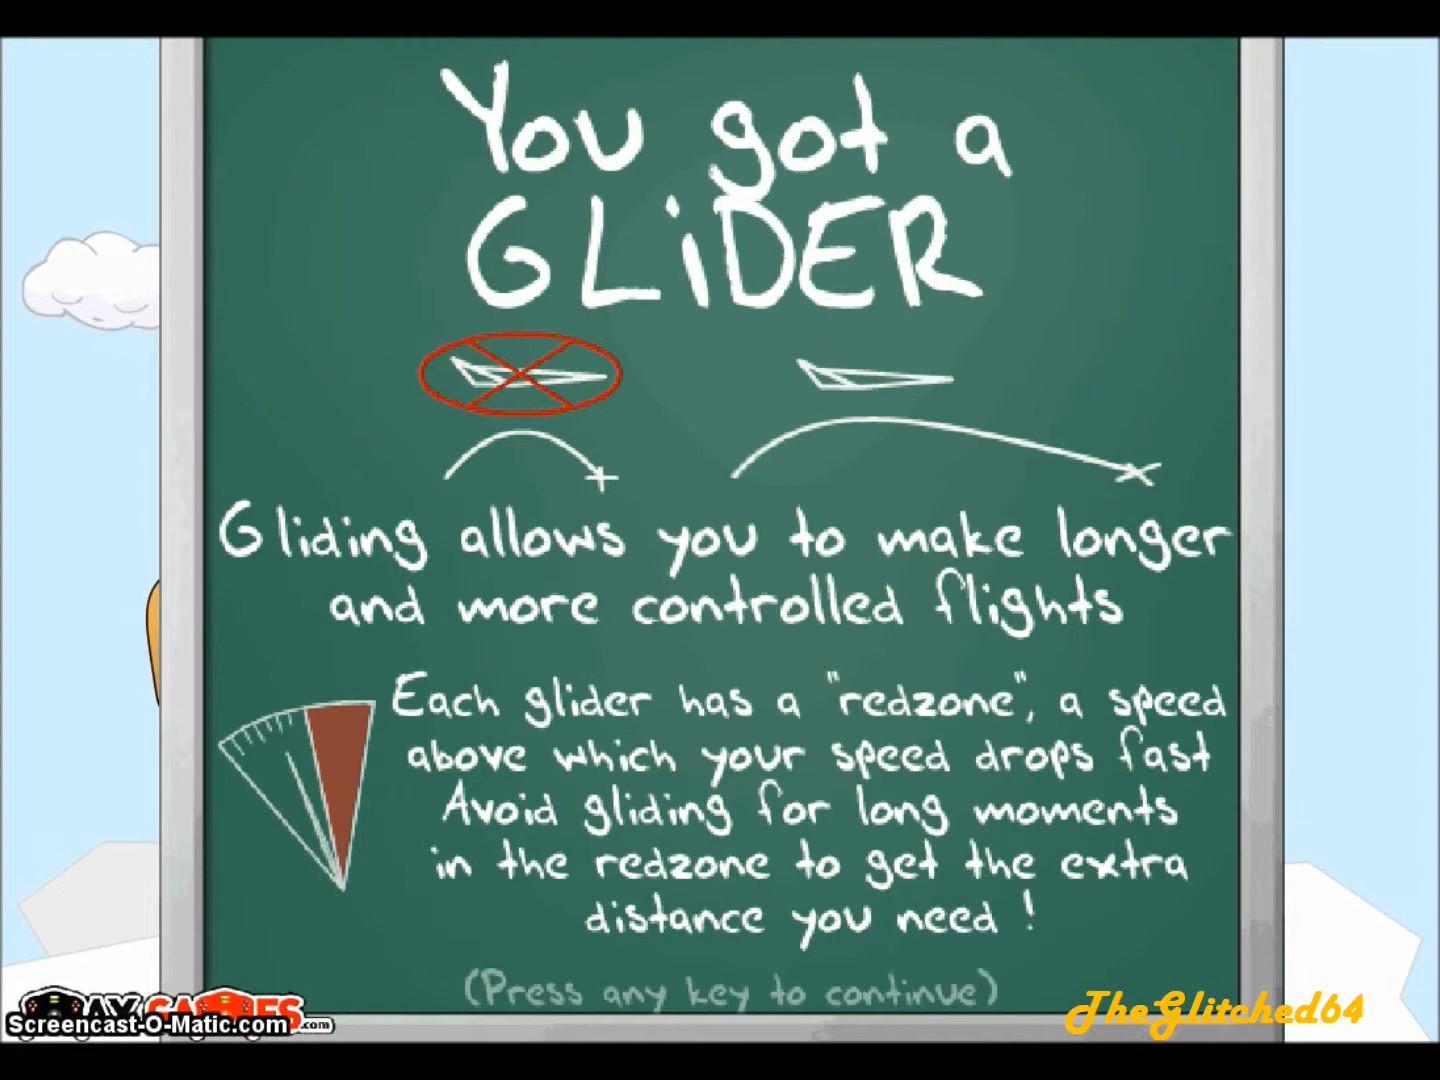 You got a
GLiDER
Gliding allows you to make longer
and more controlled flights
Each glider has a "redzone", a speed
above which your speed drops fast
Avoid gliding for long moments
in the redzone to get the extra
distance you need !
(Press any key to continue)
Screencast-O-Matic.com
.com
TheGlitched64